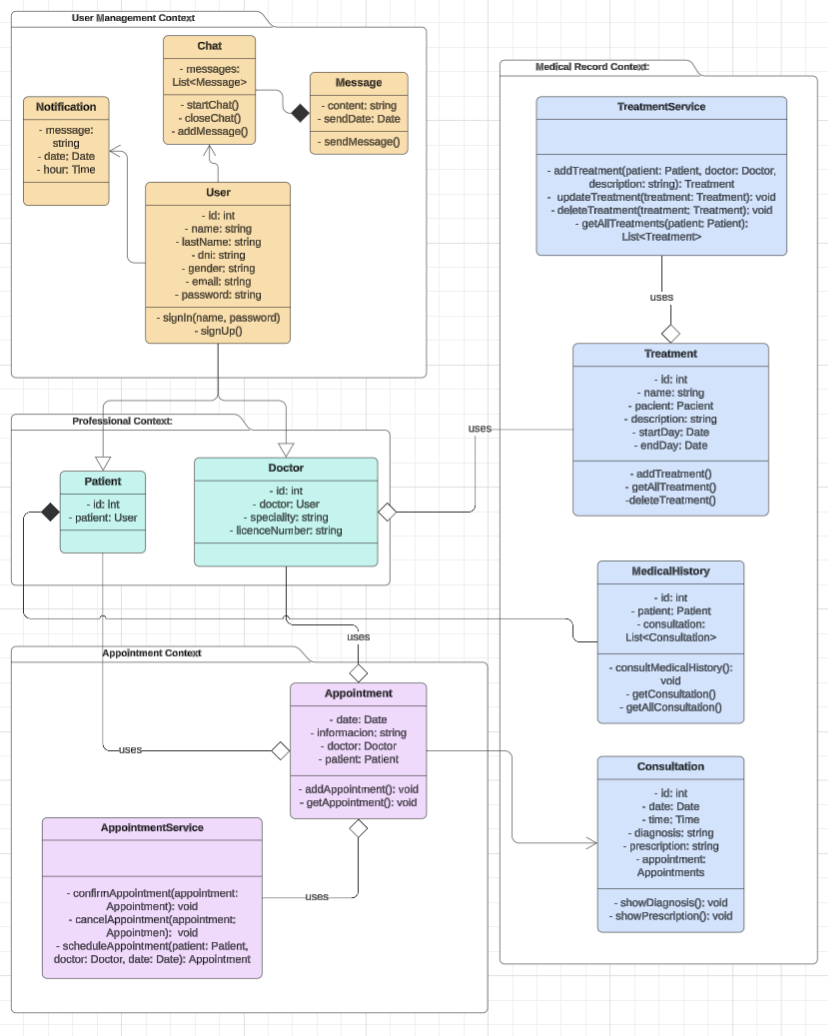 User Management Context
Chat
- messages:
List<Message>
- startChat()
- closeChat()
- addMessage()
Message
- content: string
- sendDate: Date
- sendMessage()
Notification
- message:
string
- date: Date
- hour: Time
User
- id: int
- name: string
- lastName: string
- dni: string
- gender: string
- email: string
- password: string
- signIn(name, password)
- signUp()
Professional Context:
Patient
- id: int
- patient: User
Doctor
- id: int
- doctor: User
- speciality: string
- licenceNumber: string
uses
uses
Appointment Context
Appointment
- date: Date
- informacion: string
- doctor: Doctor
- patient: Patient
- addAppointment(): void
- getAppointment(): void
uses
AppointmentService
- confirmAppointment(appointment:
Appointment): void
- cancelAppointment(appointment:
Appointmen): void
- scheduleAppointment(patient: Patient,
doctor: Doctor, date: Date): Appointment
uses
Medical Record Context:
TreatmentService
- addTreatment(patient: Patient, doctor: Doctor,
description: string): Treatment
- updateTreatment(treatment: Treatment): void
- deleteTreatment(treatment: Treatment): void
- getAllTreatments(patient: Patient):
List<Treatment>
uses
Treatment
- id: int
- name: string
- pacient: Pacient
- description: string
- startDay: Date
- endDay: Date
- addTreatment()
- getAllTreatment()
-deleteTreatment()
MedicalHistory
- id: int
- patient: Patient
- consultation:
List<Consultation>
- consultMedicalHistory():
void
- getConsultation()
- getAllConsultation()
Consultation
- id: int
- date: Date
- time: Time
- diagnosis: string
- prescription: string
- appointment:
Appointments
- showDiagnosis(): void
- showPrescription(): void